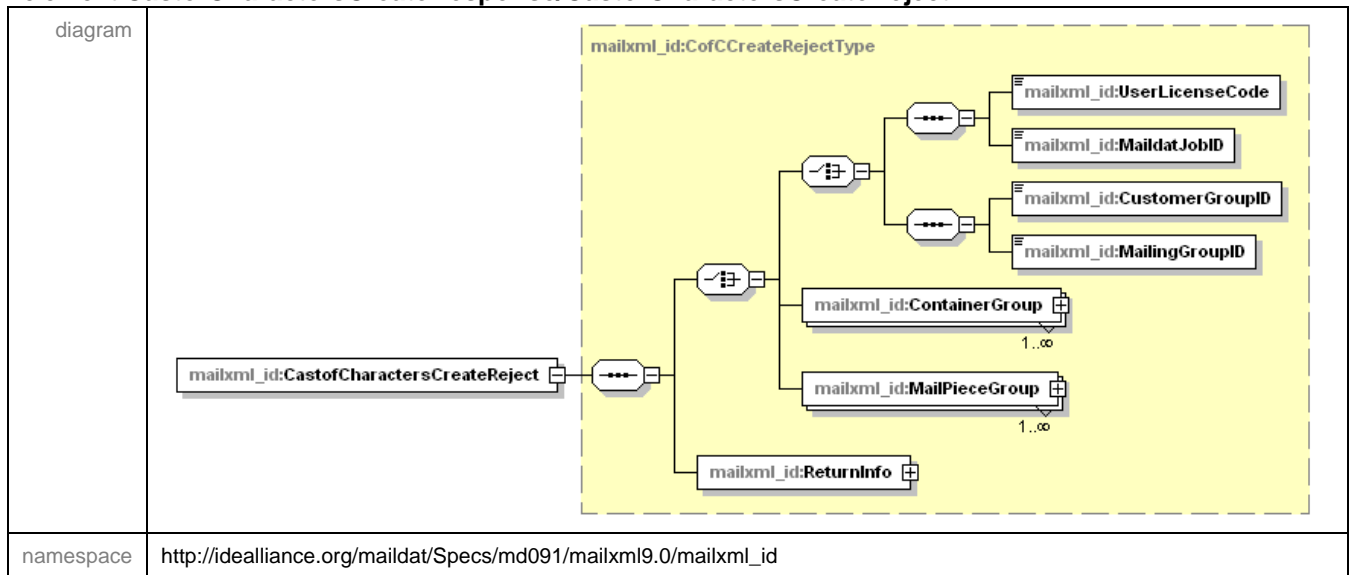 diagram
mailxml_id:CofCCreateRejectType
mailxml_id:UserLicenseCode
mailxml_id:MaildatJobID
mailxml_id:CustomerGroupID
mailxml_id:MailingGroupID
mailxml_id:ContainerGroup
1..∞
mailxml_id:CastofCharactersCreateReject
mailxml_id:MailPieceGroup
1..∞
mailxml_id:ReturnInfo
namespace http://idealliance.org/maildat/Specs/md091/mailxml9.0/mailxml_id